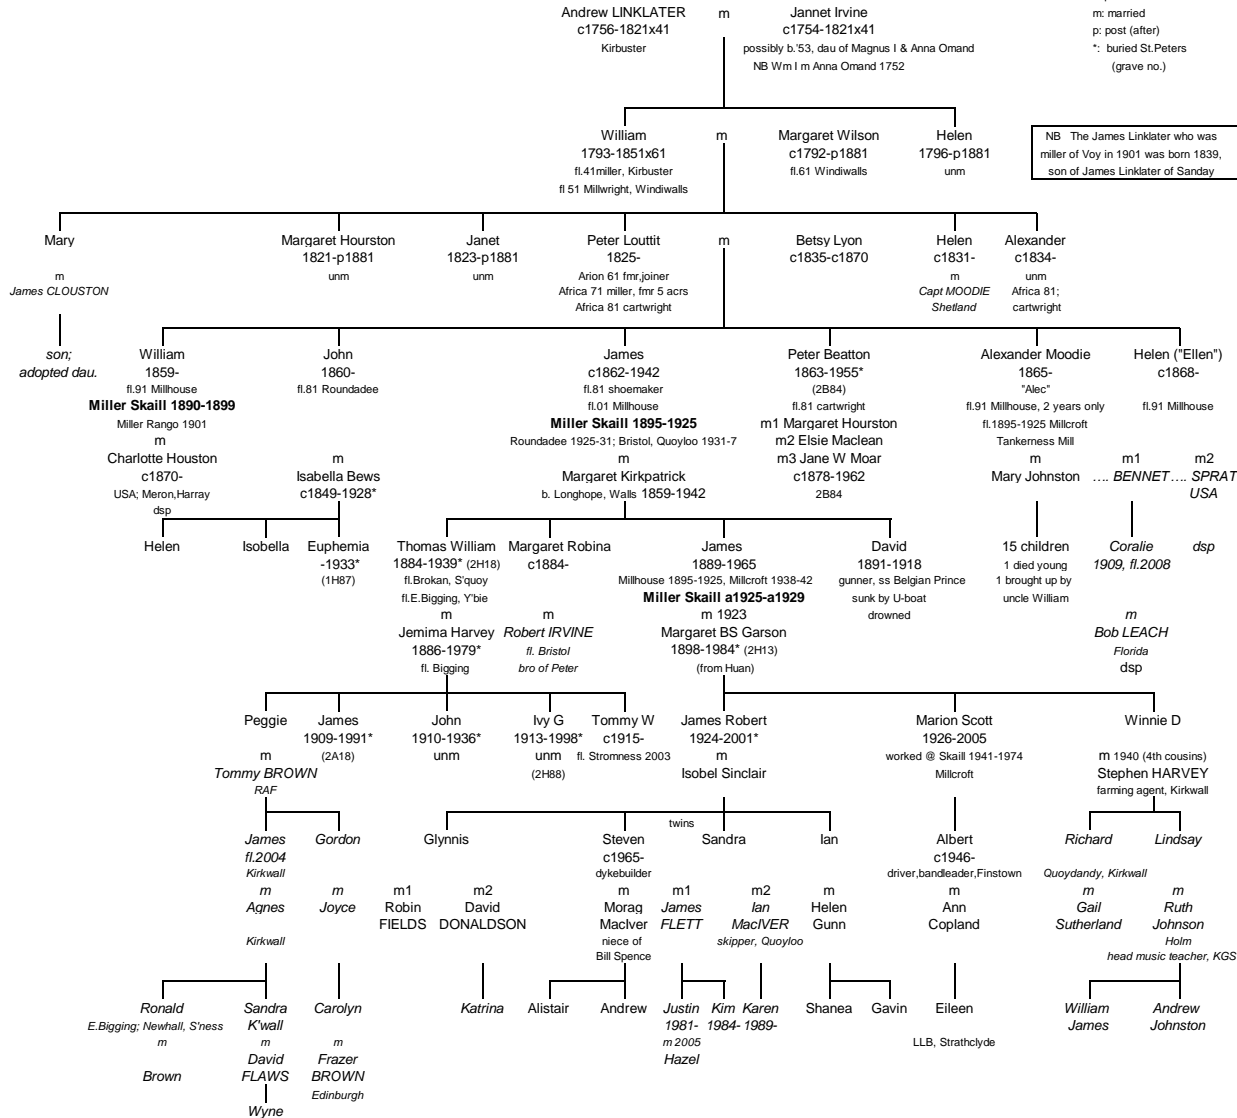 Andrew LINKLATER m Jannet Irvine m: married
c1756-1821x41 c1754-1821x41 p: post (after)
Kirbuster possibly b.'53, dau of Magnus I & Anna Omand *: buried St.Peters
NB Wm I m Anna Omand 1752 (grave no.)
William m Margaret Wilson Helen NB The James Linklater who was
1793-1851x61 c1792-p1881 1796-p1881 miller of Voy in 1901 was born 1839,
fl.41miller, Kirbuster fl.61 Windiwalls unm son of James Linklater of Sanday
fl 51 Millwright, Windiwalls
Mary Margaret Hourston Janet Peter Louttit m Betsy Lyon Helen Alexander
1821-p1881 1823-p1881 1825- c1835-c1870 c1831- c1834-
m unm unm Arion 61 fmr,joiner m unm
James CLOUSTON Africa 71 miller, fmr 5 acrs Capt MOODIE Africa 81;
Africa 81 cartwright Shetland cartwright
son; William John James Peter Beatton Alexander Moodie Helen ("Ellen")
adopted dau. 1859- 1860- c1862-1942 1863-1955* 1865- c1868-
fl.91 Millhouse fl.81 Roundadee fl.81 shoemaker (2B84) "Alec"
Miller Skaill 1890-1899 fl.01 Millhouse fl.81 cartwright fl.91 Millhouse, 2 years only fl.91 Millhouse
Miller Rango 1901 Miller Skaill 1895-1925 m1 Margaret Hourston fl.1895-1925 Millcroft
m Roundadee 1925-31; Bristol, Quoyloo 1931-7 m2 Elsie Maclean Tankerness Mill
Charlotte Houston m m m3 Jane W Moar m m1 m2
c1870- Isabella Bews Margaret Kirkpatrick c1878-1962 Mary Johnston .... BENNET .... SPRAT
USA; Meron,Harray c1849-1928* b. Longhope, Walls 1859-1942 2B84 USA
dsp
Helen Isobella Euphemia Thomas William Margaret Robina James David 15 children Coralie dsp
-1933* 1884-1939* (2H18) c1884- 1889-1965 1891-1918 1 died young 1909, fl.2008
(1H87) fl.Brokan, S'quoy Millhouse 1895-1925, Millcroft 1938-42 gunner, ss Belgian Prince 1 brought up by
fl.E.Bigging, Y'bie Miller Skaill a1925-a1929 sunk by U-boat uncle William
m m m 1923 drowned m
Jemima Harvey Robert IRVINE Margaret BS Garson Bob LEACH
1886-1979* fl. Bristol 1898-1984* (2H13) Florida
fl. Bigging bro of Peter (from Huan) dsp
Peggie James John Ivy G Tommy W James Robert Marion Scott Winnie D
1909-1991* 1910-1936* 1913-1998* c1915- 1924-2001* 1926-2005
m (2A18) unm unm fl. Stromness 2003 m worked @ Skaill 1941-1974 m 1940 (4th cousins)
Tommy BROWN (2H88) Isobel Sinclair Millcroft Stephen HARVEY
RAF farming agent, Kirkwall
twins
James Gordon Glynnis Steven Sandra Ian Albert Richard Lindsay
fl.2004 c1965- c1946-
Kirkwall dykebuilder driver,bandleader,Finstown Quoydandy, Kirkwall
m m m1 m2 m m1 m2 m m m m
Agnes Joyce Robin David Morag James Ian Helen Ann Gail Ruth
FIELDS DONALDSON MacIver FLETT MacIVER Gunn Copland Sutherland Johnson
Kirkwall niece of skipper, Quoyloo Holm
Bill Spence head music teacher, KGS
Ronald Sandra Carolyn Katrina Alistair Andrew Justin Kim Karen Shanea Gavin Eileen William Andrew
E.Bigging; Newhall, S'ness K'wall 1981- 1984- 1989- James Johnston
m m m m 2005 LLB, Strathclyde
Brown David Frazer Hazel
FLAWS BROWN
Edinburgh
Wyne